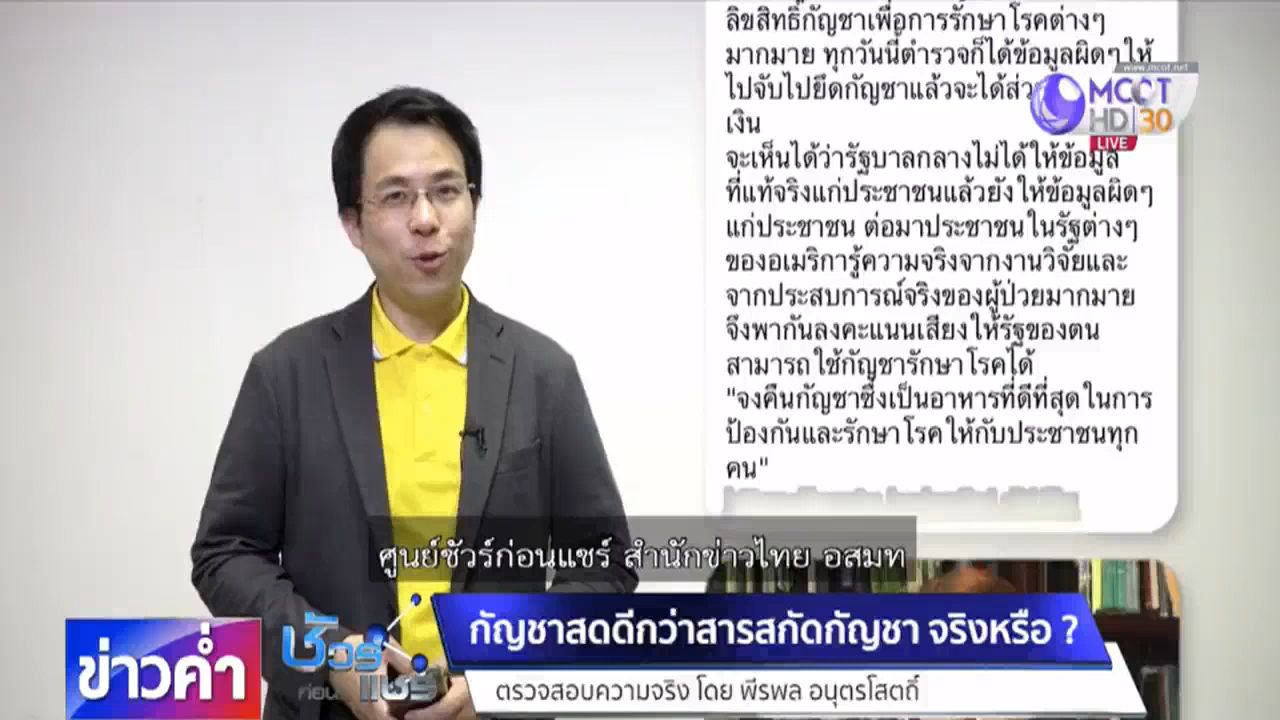 ลิขสิทธิ์กัญชาเพื่อการรักษาโรคต่างๆ
มากมาย ทุกวันนี้ตำรวจก็ได้ข้อมูลผิดๆให้
ไปจับไปยึดกัญชาแล้วจะได้ส่วน
เงิน
จะเห็นได้ว่ารัฐบาลกลางไม่ได้ให้ข้อมูล
ที่แท้จริงแก่ประชาชนแล้วยังให้ข้อมูลผิดๆ
แก่ประชาชน ต่อมาประชาชนในรัฐต่างๆ
ของอเมริการู้ความจริงจากงานวิจัยและ
จากประสบการณ์จริงของผู้ป่วยมากมาย
จึงพากันลงคะแนนเสียงให้รัฐของตน
สามารถใช้กัญชารักษาโรคได้
"จงคืนกัญชาซึ่งเป็นอาหารที่ดีที่สุดในการ
ป้องกันและรักษาโรคให้กับประชาชนทุก
คน"
www.mcot.net
MCOT
HD 30
LIVE
ศูนย์ชัวร์ก่อนแชร์ สำนักข่าวไทย อสมท
ข่าวค่ำ
ชัวร์
ก่อน
แชร์
กัญชาสดดีกว่าสารสกัดกัญชา จริงหรือ ?
ตรวจสอบความจริง โดย พีรพล อนุตรโสตถิ์